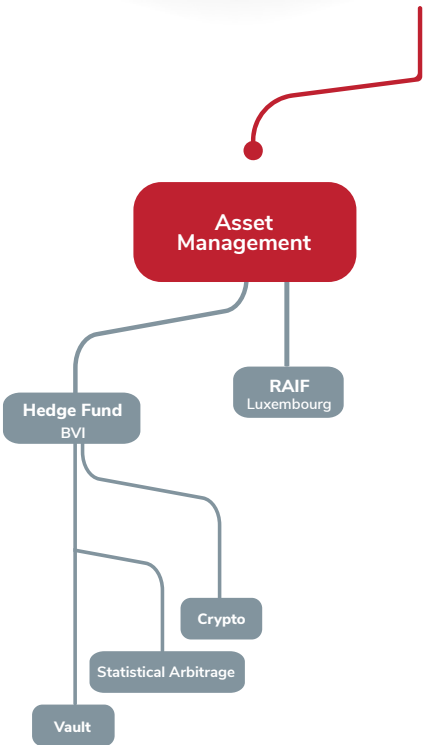 Asset
Management
RAIF
Luxembourg
Hedge Fund
BVI
Crypto
Statistical Arbitrage
Vault